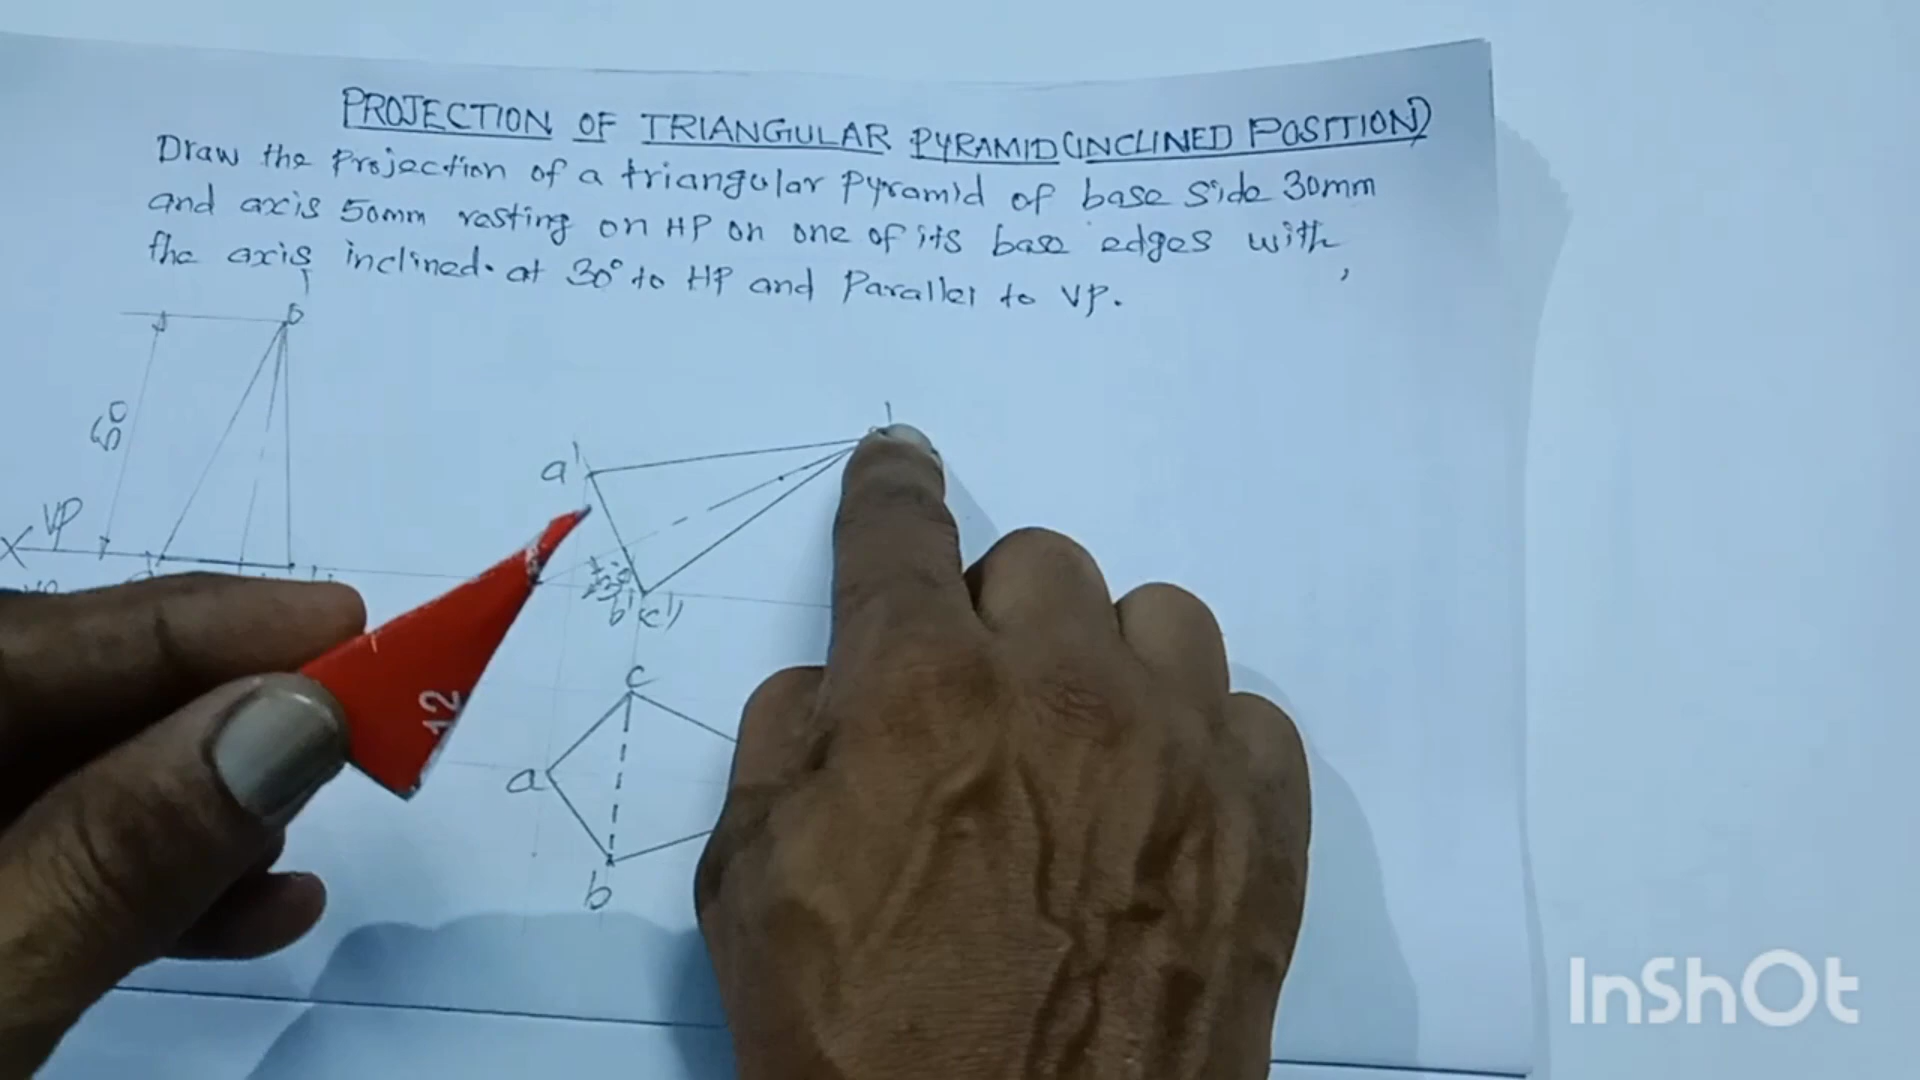 PROJECTION OF TRIANGULAR PYRAMID (INCLINED POSITION)
Draw the Projection of a triangular pyramid of base side 30mm
and axis 50mm resting on HP on one of its base edges with
the axis inclined at 30° to HP and Parallel to VP.
o'
50
X VP
a'
30°
b'(c')
c
a
b
12
InShOt